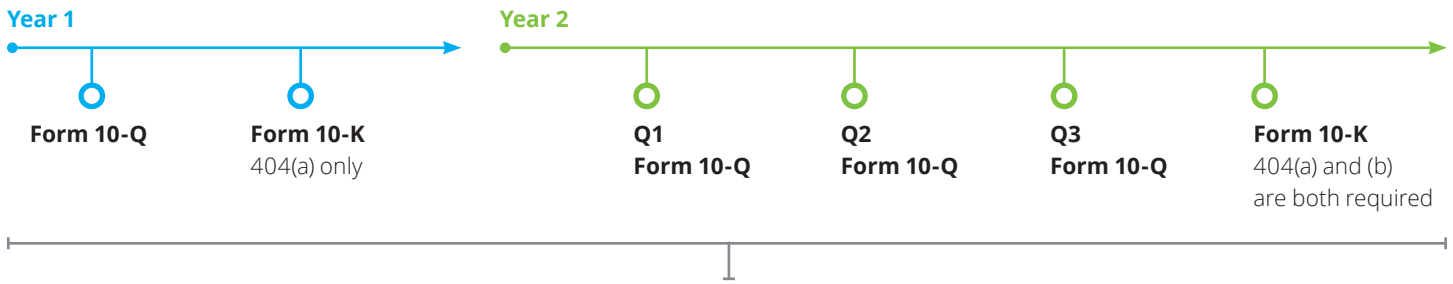 Year 1
Year 2
Form 10-Q
Form 10-K
404(a) only
Q1
Form 10-Q
Q2
Form 10-Q
Q3
Form 10-Q
Form 10-K
404(a) and (b)
are both required